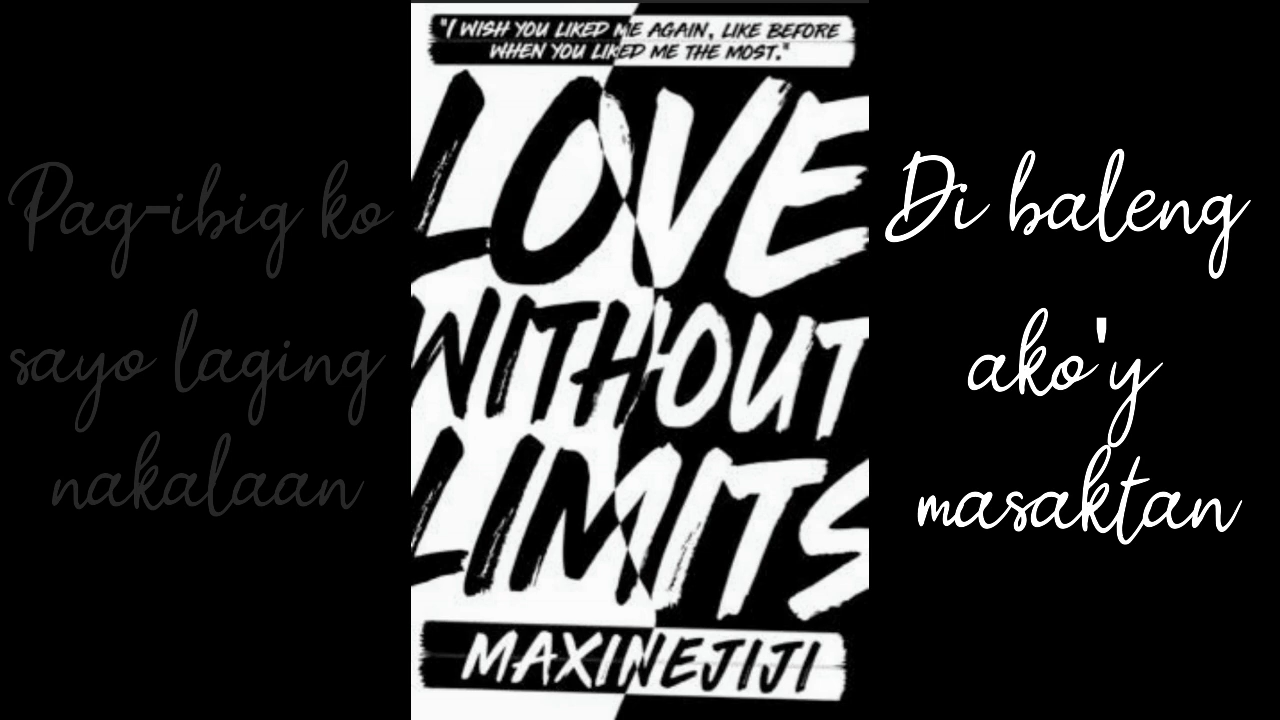 "I WISH YOU LIKED ME AGAIN, LIKE BEFORE
WHEN YOU LIKED ME THE MOST."
LOVE
WITHOUT
LIMITS
MAXINEJIJI
Pag-ibig ko
sayo laging
nakalaan
Di baleng
ako'y
masaktan